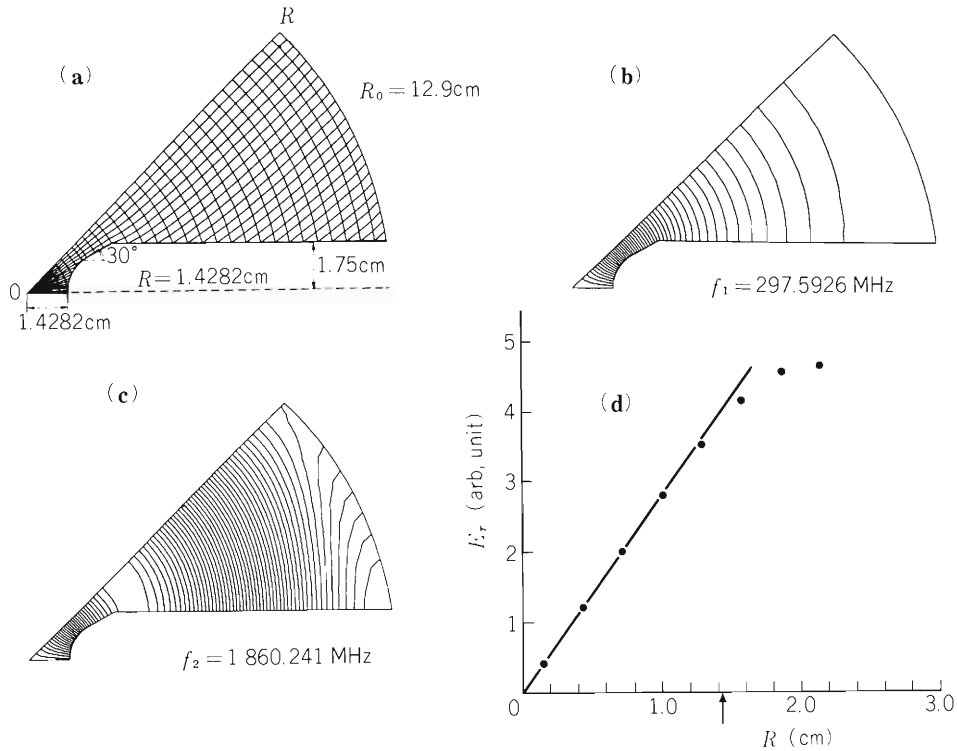 R
(a)
R₀ = 12.9cm
30°
1.75cm
R = 1.4282cm
0
1.4282cm
(b)
f₁ = 297.5926 MHz
(c)
f₂ = 1 860.241 MHz
(d)
5
4
3
2
1
Eᵣ (arb, unit)
0
1.0
2.0
3.0
R (cm)